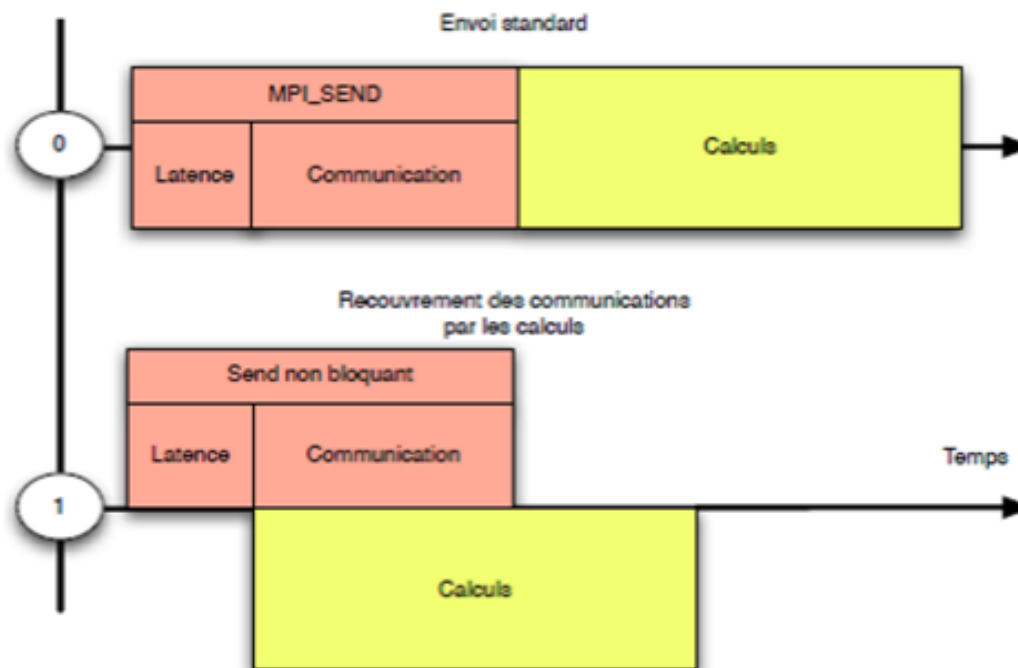 Envoi standard
MPI_SEND
0
Latence
Communication
Calculs
Recouvrement des communications
par les calculs
Send non bloquant
Latence
Communication
Temps
1
Calculs